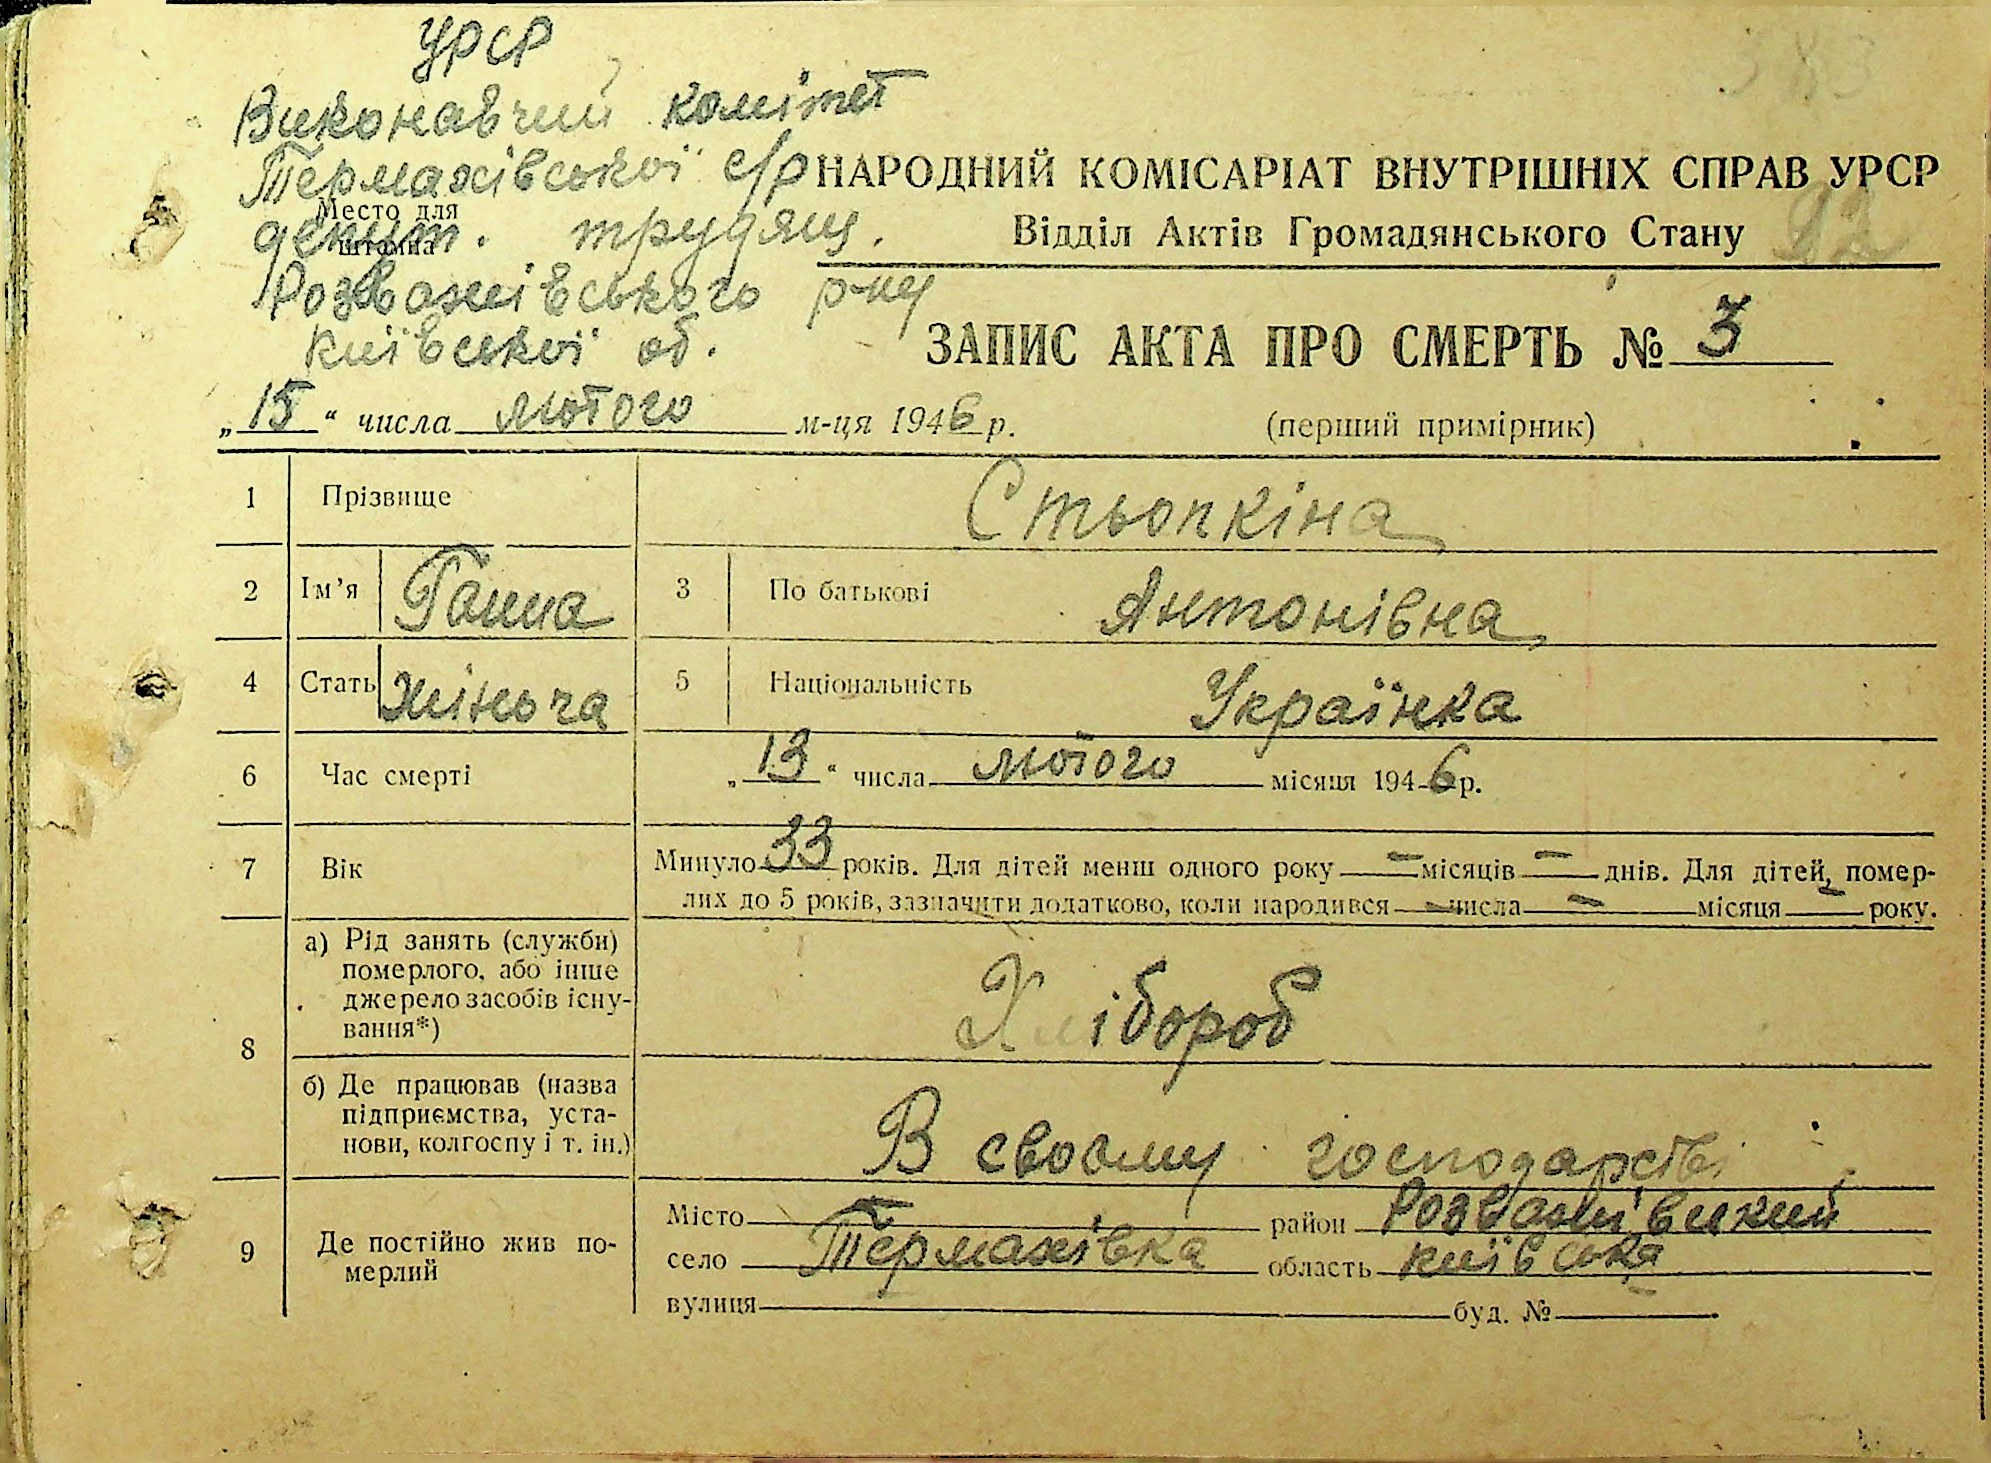 УРСР
Виконавчий комітет
Термахівської с/р
Место для
штампа
депут. трудящ.
Розважівського р-ну
Київської об.
НАРОДНИЙ КОМІСАРІАТ ВНУТРІШНІХ СПРАВ УРСР
Відділ Актів Громадянського Стану
92
ЗАПИС АКТА ПРО СМЕРТЬ № 3
„15“ числа лютого м-ця 1946 р.
(перший примірник)
1 Прізвище Стьопкіна
2 Ім’я Ганна 3 По батькові Антонівна
4 Стать Жіноча 5 Національність Українка
6 Час смерті „13“ числа лютого місяця 1946 р.
7 Вік Минуло 33 років. Для дітей менш одного року — місяців — днів. Для дітей, помер-
лих до 5 років, зазначити додатково, коли народився — числа — місяця — року.
8 а) Рід занять (служби)
померлого, або інше
джерело засобів існу-
вання*)
Хлібороб
б) Де працював (назва
підприємства, уста-
нови, колгоспу і т. ін.)
В своому господарстві
9 Де постійно жив по-
мерлий
Місто район Розважівський
село Термахівка область Київська
вулиця буд. №